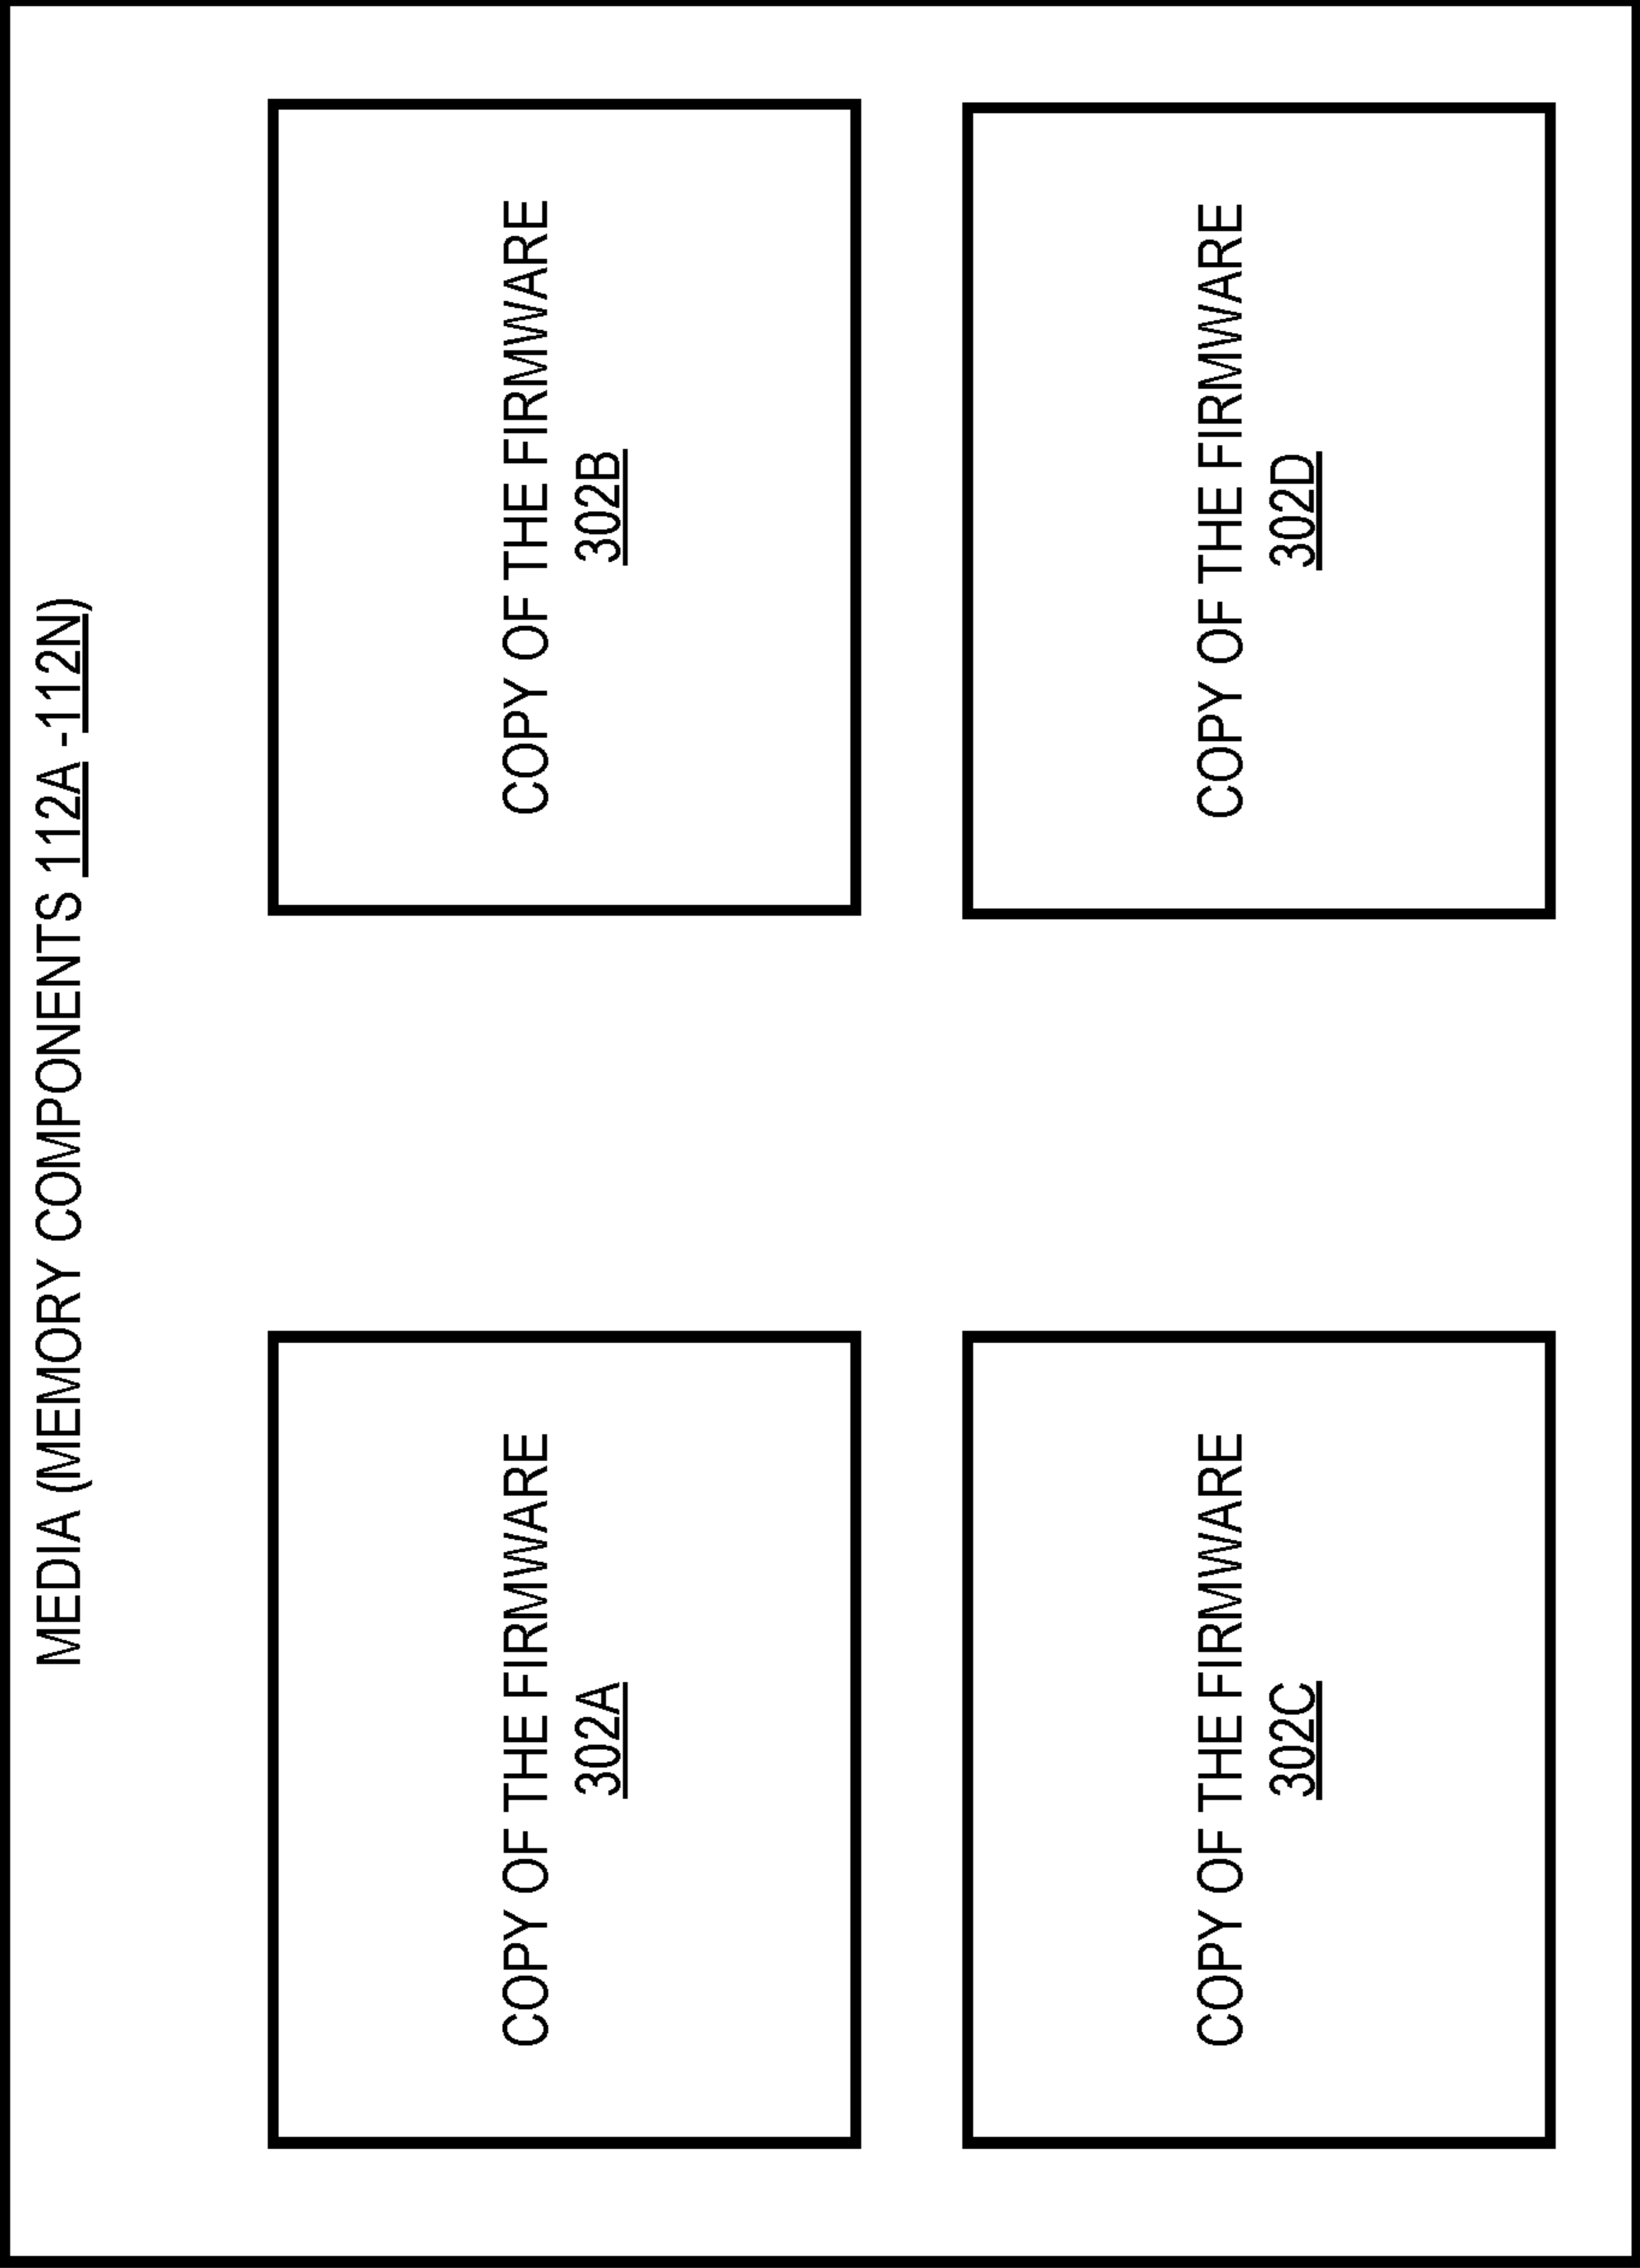 MEDIA (MEMORY COMPONENTS 112A -112N)
COPY OF THE FIRMWARE
302A
COPY OF THE FIRMWARE
302B
COPY OF THE FIRMWARE
302C
COPY OF THE FIRMWARE
302D